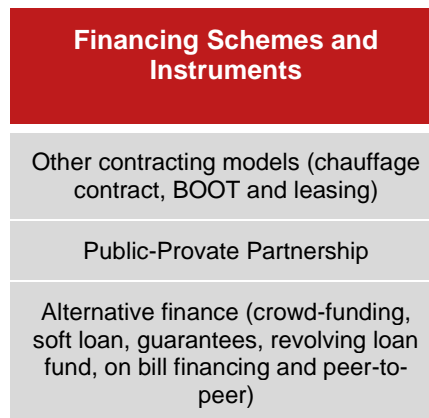 Financing Schemes and
Instruments
Other contracting models (chauffage
contract, BOOT and leasing)
Public-Provate Partnership
Alternative finance (crowd-funding,
soft loan, guarantees, revolving loan
fund, on bill financing and peer-to-
peer)